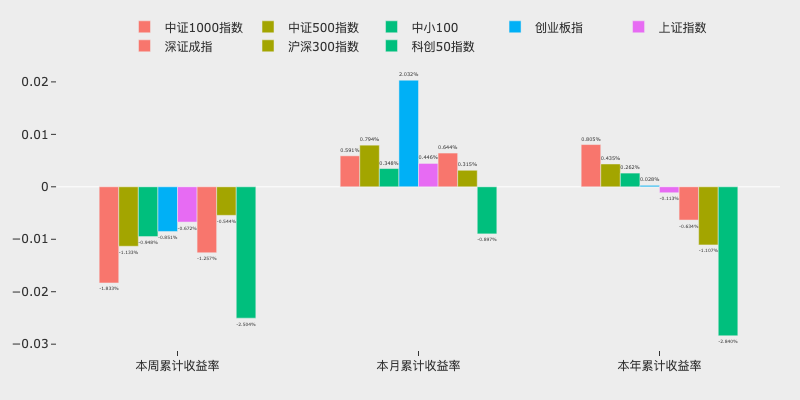 中证1000指数 中证500指数 中小100 创业板指 上证指数
深证成指 沪深300指数 科创50指数
0.02
0.01
0
−0.01
−0.02
−0.03
2.032%
0.591% 0.794% 0.348% 0.446% 0.644% 0.315%
0.805% 0.435% 0.262% 0.028%
-1.833% -1.133% -0.948% -0.851% -0.672% -1.257% -0.544% -2.504%
-0.897%
-0.113% -0.634% -1.107% -2.840%
本周累计收益率 本月累计收益率 本年累计收益率